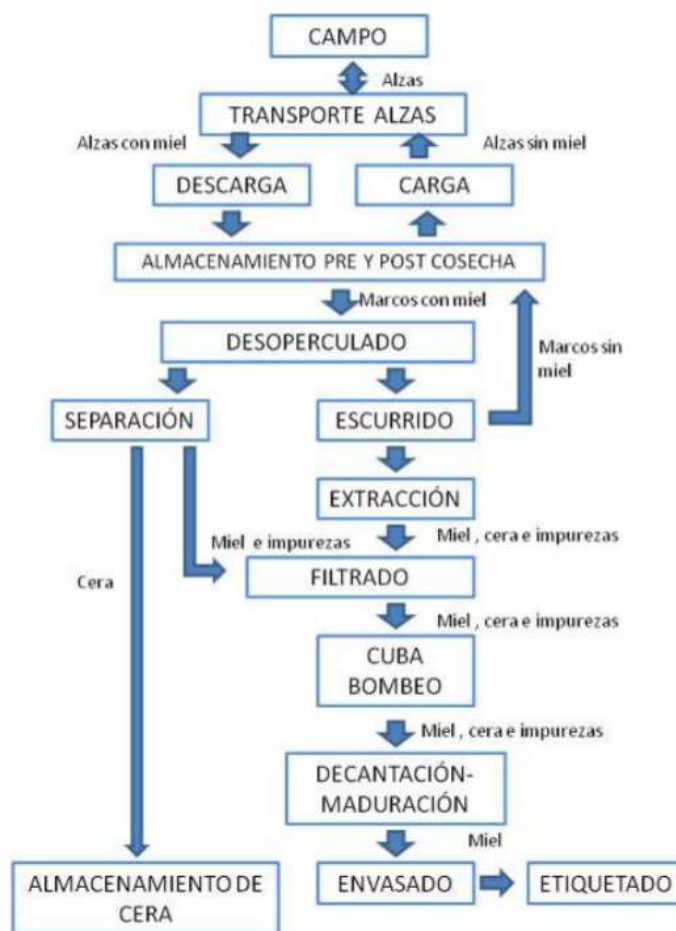 CAMPO
Alzas
TRANSPORTE ALZAS
Alzas con miel
Alzas sin miel
DESCARGA
CARGA
ALMACENAMIENTO PRE Y POST COSECHA
Marcos con miel
DESOPERCULADO
Marcos sin
miel
SEPARACIÓN
ESCURRIDO
EXTRACCIÓN
Miel e impurezas
Miel , cera e impurezas
Cera
FILTRADO
Miel , cera e impurezas
CUBA
BOMBEO
Miel , cera e impurezas
DECANTACIÓN-
MADURACIÓN
Miel
ALMACENAMIENTO DE
CERA
ENVASADO
ETIQUETADO